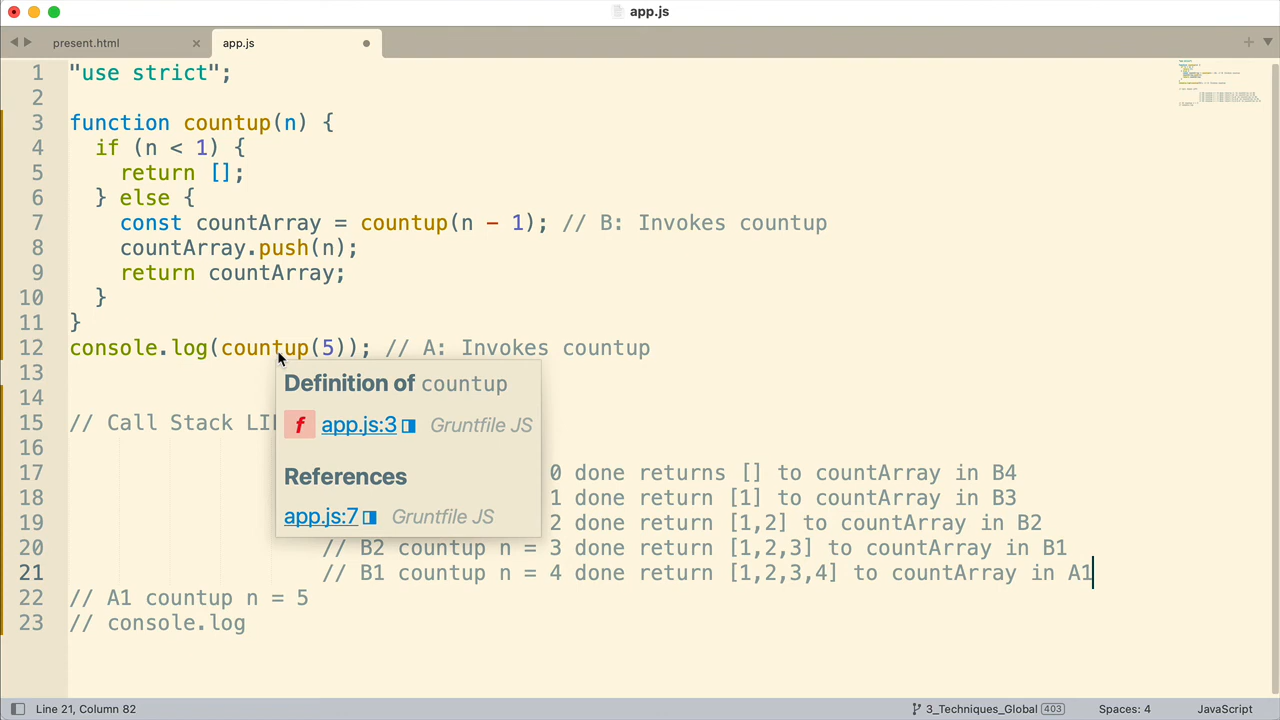 app.js
present.html
app.js
1 "use strict";
2
3 function countup(n) {
4 if (n < 1) {
5 return [];
6 } else {
7 const countArray = countup(n - 1); // B: Invokes countup
8 countArray.push(n);
9 return countArray;
10 }
11 }
12 console.log(countup(5)); // A: Invokes countup
13
Definition of countup
f app.js:3 Gruntfile JS
References
app.js:7 Gruntfile JS
14
15 // Call Stack
16
17 0 done returns [] to countArray in B4
18 1 done return [1] to countArray in B3
19 2 done return [1,2] to countArray in B2
20 // B2 countup n = 3 done return [1,2,3] to countArray in B1
21 // B1 countup n = 4 done return [1,2,3,4] to countArray in A1
22 // A1 countup n = 5
23 // console.log
Line 21, Column 82
3_Techniques_Global 403
Spaces: 4
JavaScript